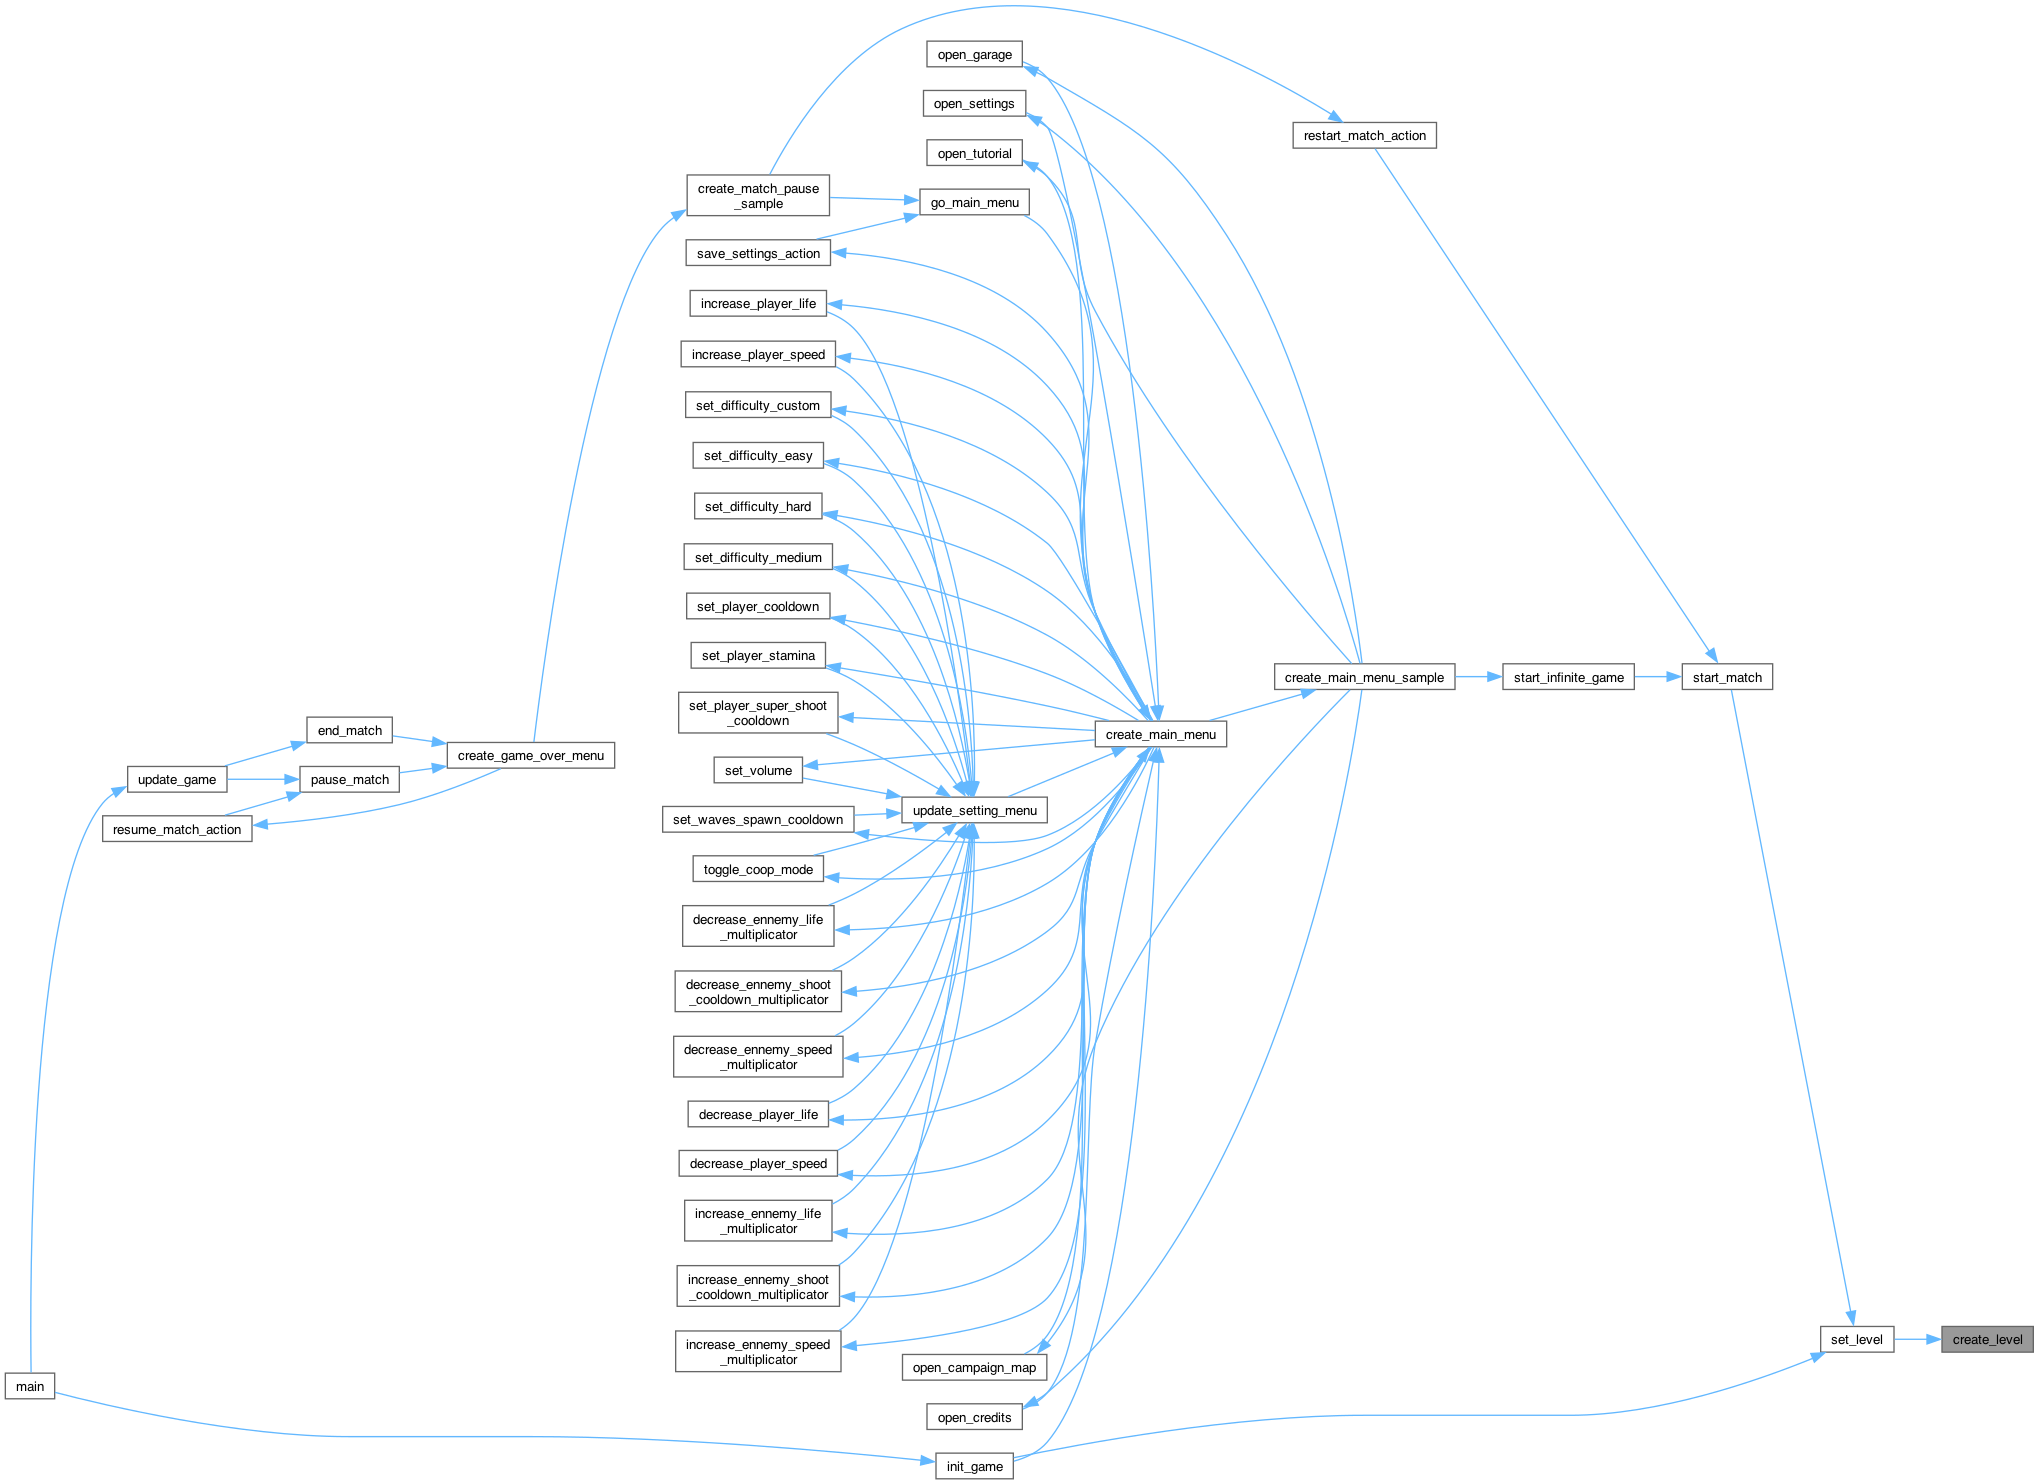 open_garage
open_settings
restart_match_action
open_tutorial
create_match_pause
_sample
go_main_menu
save_settings_action
increase_player_life
increase_player_speed
set_difficulty_custom
set_difficulty_easy
set_difficulty_hard
set_difficulty_medium
set_player_cooldown
set_player_stamina
create_main_menu_sample
start_infinite_game
start_match
set_player_super_shoot
_cooldown
end_match
create_main_menu
create_game_over_menu
set_volume
update_game
pause_match
update_setting_menu
set_waves_spawn_cooldown
resume_match_action
toggle_coop_mode
decrease_ennemy_life
_multiplicator
decrease_ennemy_shoot
_cooldown_multiplicator
decrease_ennemy_speed
_multiplicator
decrease_player_life
decrease_player_speed
increase_ennemy_life
_multiplicator
increase_ennemy_shoot
_cooldown_multiplicator
set_level
create_level
increase_ennemy_speed
_multiplicator
open_campaign_map
main
open_credits
init_game